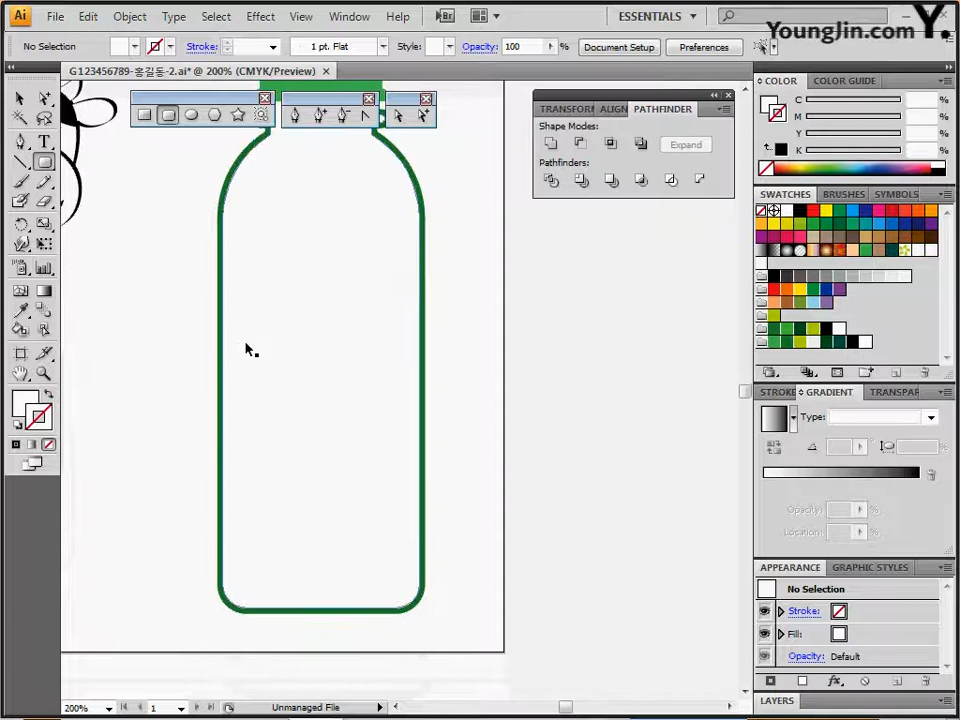 Ai File Edit Object Type Select Effect View Window Help Br ESSENTIALS
YoungJin.com Y.
No Selection Stroke: 1 pt. Flat Style: Opacity: 100 % Document Setup Preferences
G123456789-홍길동-2.ai* @ 200% (CMYK/Preview)
COLOR COLOR GUIDE
C %
M %
Y %
K %
TRANSFORM ALIGN PATHFINDER
Shape Modes:
Expand
Pathfinders:
T
SWATCHES BRUSHES SYMBOLS
STROKE GRADIENT TRANSPAR
Type:
%
Opacity: %
Location: %
APPEARANCE GRAPHIC STYLES
No Selection
Stroke:
Fill:
Opacity: Default
fx
LAYERS
200% 1 Unmanaged File